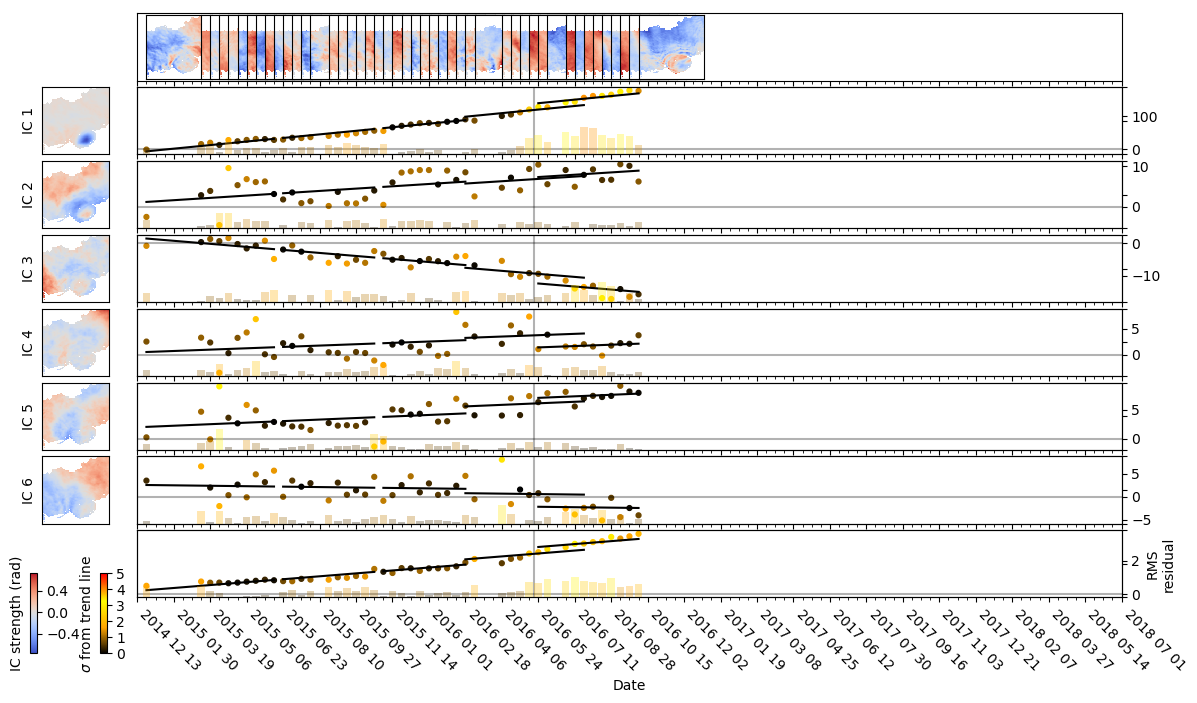 IC 1
100
0
IC 2
10
0
IC 3
0
−10
IC 4
5
0
IC 5
5
0
IC 6
5
0
−5
RMS
residual
2
0
IC strength (rad)
0.4
0.0
−0.4
σ from trend line
5
4
3
2
1
0
2014 12 13
2015 01 30
2015 03 19
2015 05 06
2015 06 23
2015 08 10
2015 09 27
2015 11 14
2016 01 01
2016 02 18
2016 04 06
2016 05 24
2016 07 11
2016 08 28
2016 10 15
2016 12 02
2017 01 19
2017 03 08
2017 04 25
2017 06 12
2017 07 30
2017 09 16
2017 11 03
2017 12 21
2018 02 07
2018 03 27
2018 05 14
2018 07 01
Date